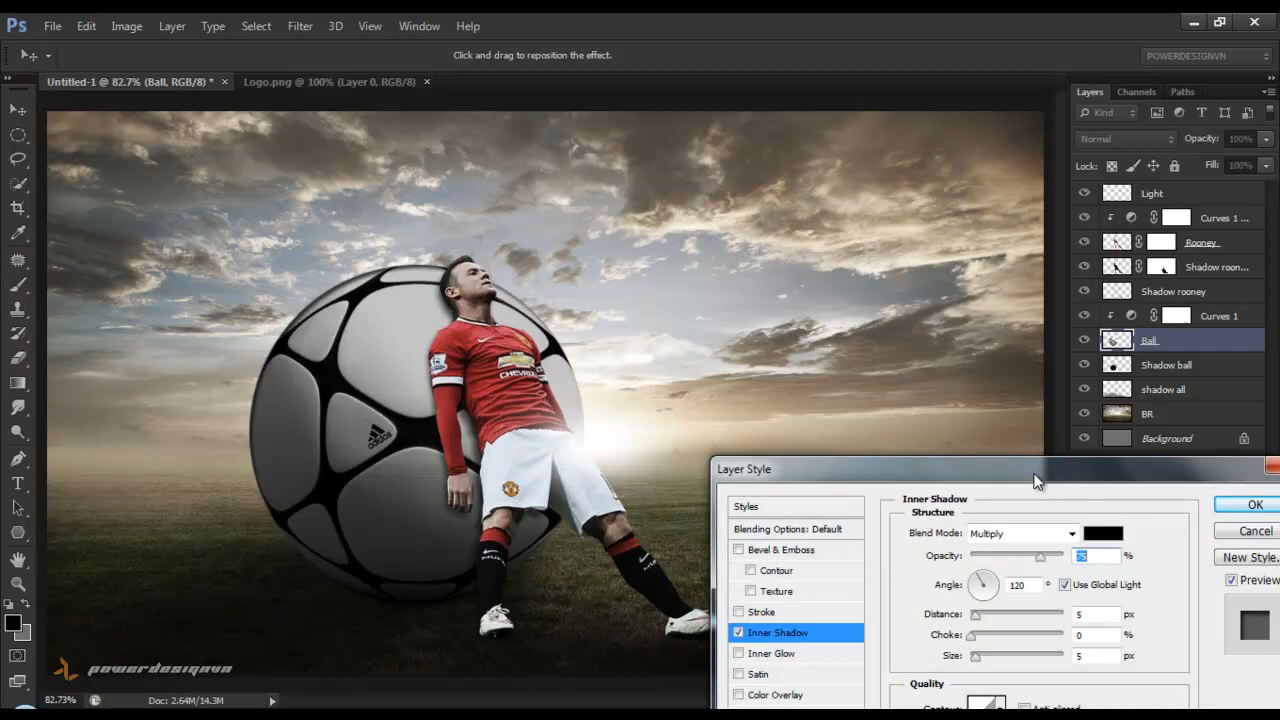 Ps File Edit Image Layer Type Select Filter 3D View Window Help
Click and drag to reposition the effect.
POWERDESIGNVN
Untitled-1 @ 82.7% (Ball, RGB/8) * × Logo.png @ 100% (Layer 0, RGB/8) ×
Layers Channels Paths
Kind
Normal Opacity: 100%
Lock: Fill: 100%
Light
Curves 1 ...
Rooney
Shadow roon...
Shadow rooney
Curves 1
Ball
Shadow ball
shadow all
BR
Background
adidas
CHEVROLET
powerdesignvn
82.73% Doc: 2.64M/14.3M
Layer Style
Styles
Blending Options: Default
Bevel & Emboss
Contour
Texture
Stroke
Inner Shadow
Inner Glow
Satin
Color Overlay
Inner Shadow
Structure
Blend Mode: Multiply
Opacity: 75 %
Angle: 120 ° Use Global Light
Distance: 5 px
Choke: 0 %
Size: 5 px
Quality
OK
Cancel
New Style.
Preview